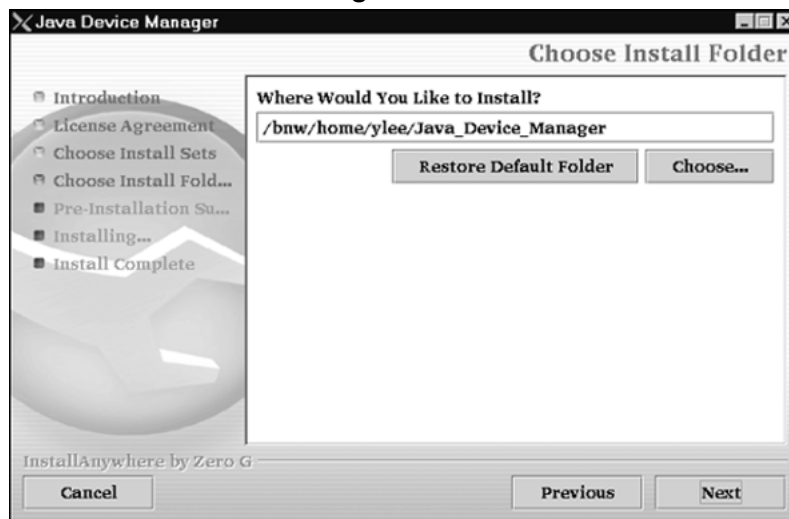 Java Device Manager
Choose Install Folder
Introduction
License Agreement
Choose Install Sets
Choose Install Fold...
Pre-Installation Su...
Installing...
Install Complete
Where Would You Like to Install?
/bnw/home/ylee/Java_Device_Manager
Restore Default Folder
Choose...
InstallAnywhere by Zero G
Cancel
Previous
Next